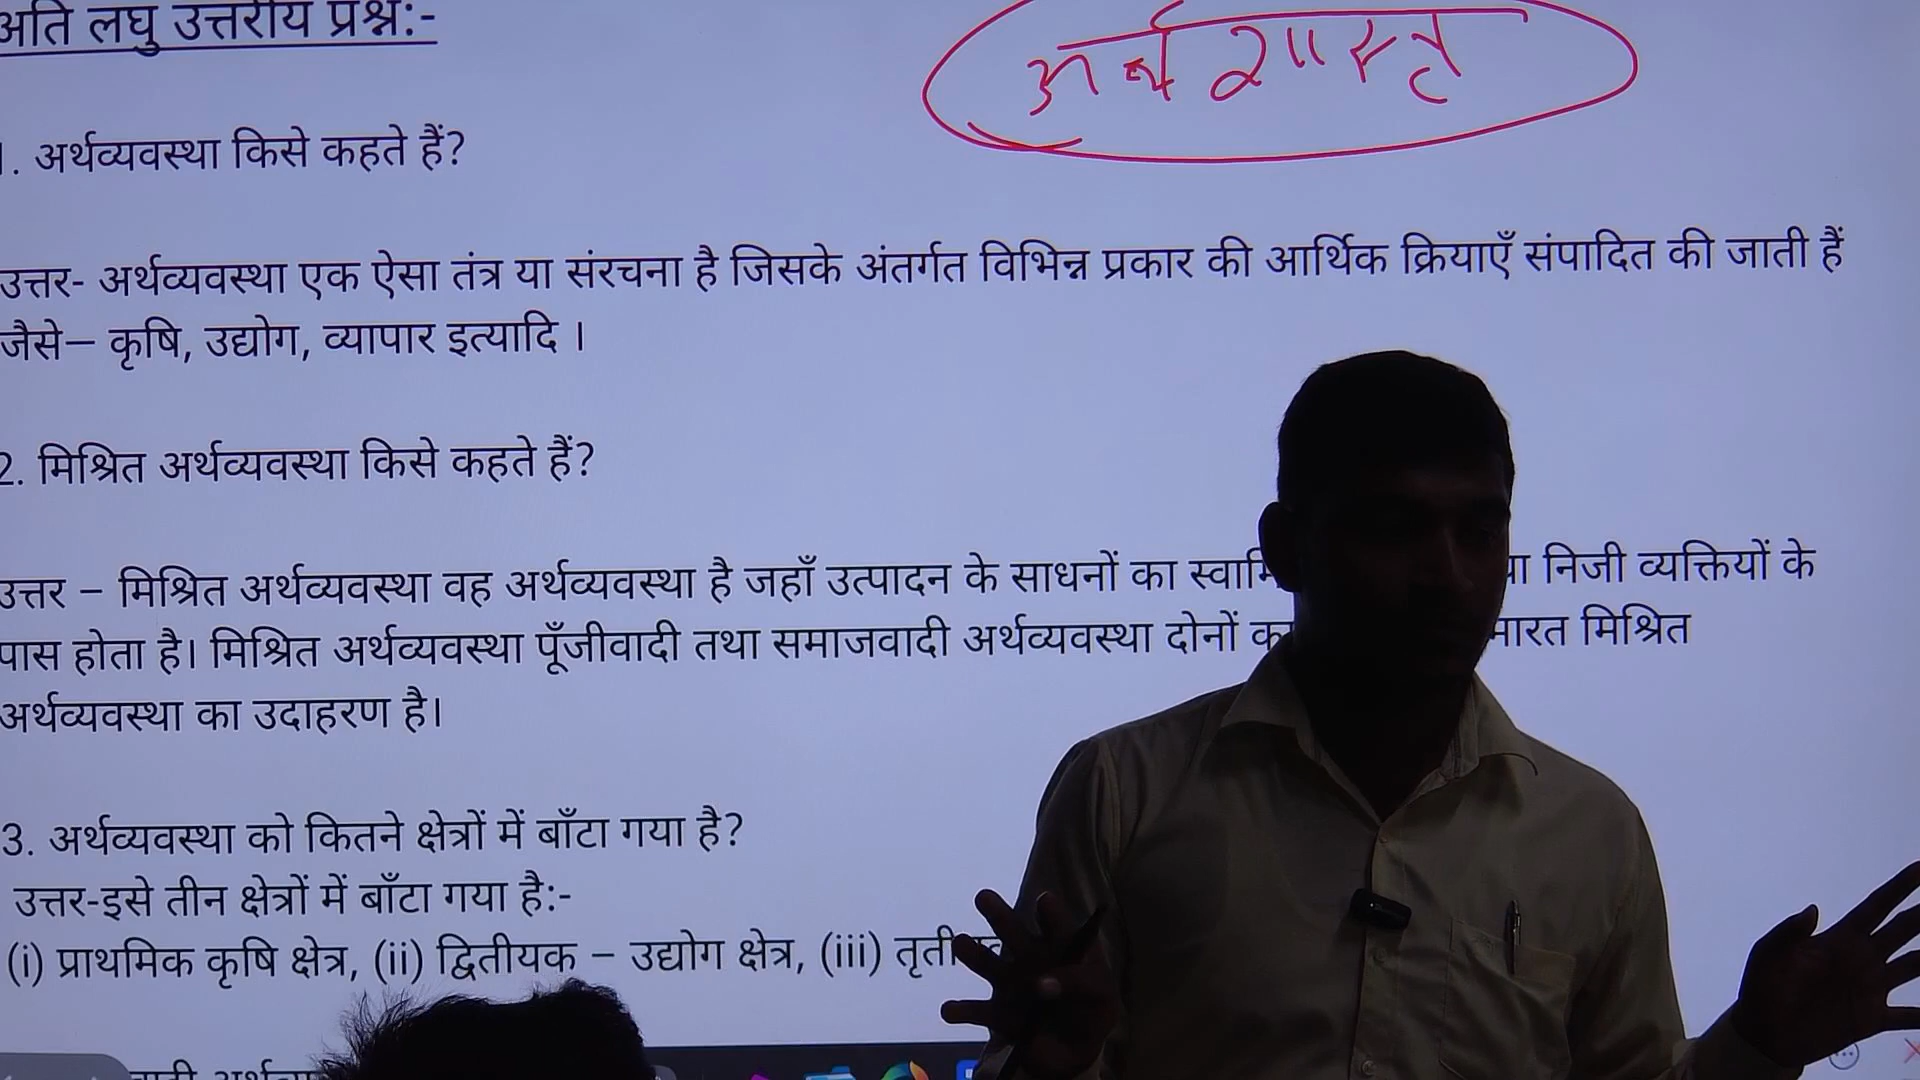 अति लघु उत्तरीय प्रश्न:-
अर्थशास्त्र
1. अर्थव्यवस्था किसे कहते हैं?
उत्तर- अर्थव्यवस्था एक ऐसा तंत्र या संरचना है जिसके अंतर्गत विभिन्न प्रकार की आर्थिक क्रियाएँ संपादित की जाती हैं
जैसे– कृषि, उद्योग, व्यापार इत्यादि ।
2. मिश्रित अर्थव्यवस्था किसे कहते हैं?
उत्तर – मिश्रित अर्थव्यवस्था वह अर्थव्यवस्था है जहाँ उत्पादन के साधनों का निजी व्यक्तियों के
पास होता है। मिश्रित अर्थव्यवस्था पूँजीवादी तथा समाजवादी अर्थव्यवस्था दोनों भारत मिश्रित
अर्थव्यवस्था का उदाहरण है।
3. अर्थव्यवस्था को कितने क्षेत्रों में बाँटा गया है?
उत्तर-इसे तीन क्षेत्रों में बाँटा गया है:-
(i) प्राथमिक कृषि क्षेत्र, (ii) द्वितीयक – उद्योग क्षेत्र, (iii)